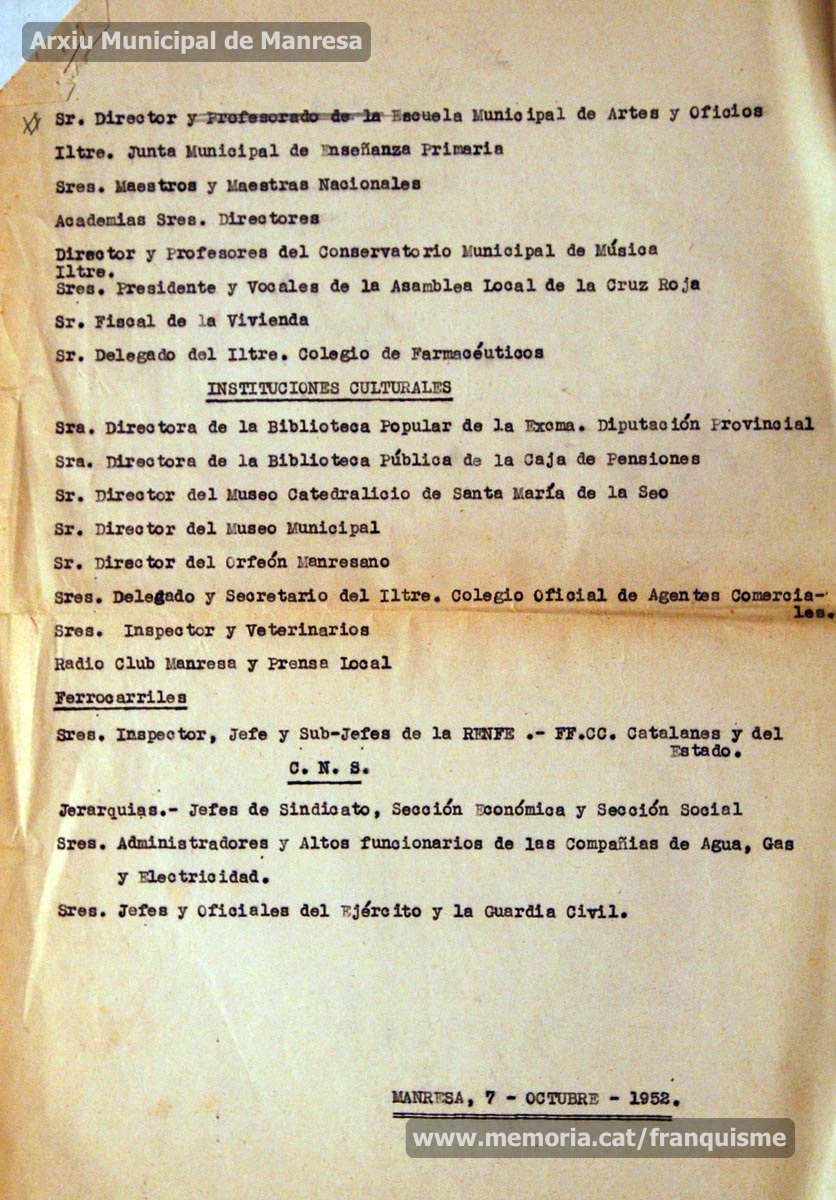 Arxiu Municipal de Manresa
Sr. Director y Profesorado de la Escuela Municipal de Artes y Oficios
Iltre. Junta Municipal de Enseñanza Primaria
Sres. Maestros y Maestras Nacionales
Academias Sres. Directores
Director y Profesores del Conservatorio Municipal de Música
Iltre.
Sres. Presidente y Vocales de la Asamblea Local de la Cruz Roja
Sr. Fiscal de la Vivienda
Sr. Delegado del Iltre. Colegio de Farmacéuticos
INSTITUCIONES CULTURALES
Sra. Directora de la Biblioteca Popular de la Excma. Diputación Provincial
Sra. Directora de la Biblioteca Pública de la Caja de Pensiones
Sr. Director del Museo Catedralicio de Santa María de la Seo
Sr. Director del Museo Municipal
Sr. Director del Orfeón Manresano
Sres. Delegado y Secretario del Iltre. Colegio Oficial de Agentes Comercia-
les.
Sres. Inspector y Veterinarios
Radio Club Manresa y Prensa Local
Ferrocarriles
Sres. Inspector, Jefe y Sub-Jefes de la RENFE .- FF.CC. Catalanes y del
Estado.
C. N. S.
Jerarquias.- Jefes de Sindicato, Sección Económica y Sección Social
Sres. Administradores y Altos funcionarios de las Compañias de Agua, Gas
y Electricidad.
Sres. Jefes y Oficiales del Ejército y la Guardia Civil.
MANRESA, 7 - OCTUBRE - 1952.
www.memoria.cat/franquisme